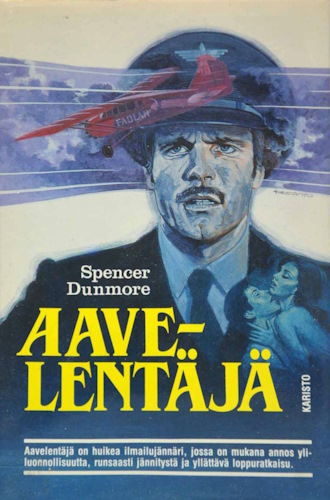 FADLAN
Spencer
Dunmore
AAVE-
LENTÄJÄ
KARISTO
Aavelentäjä on hulkea ilmailujännäri, jossa on mukana annos yli-
luonnollisuutta, runsaasti jännitystä ja yllättävä loppuratkaisu.